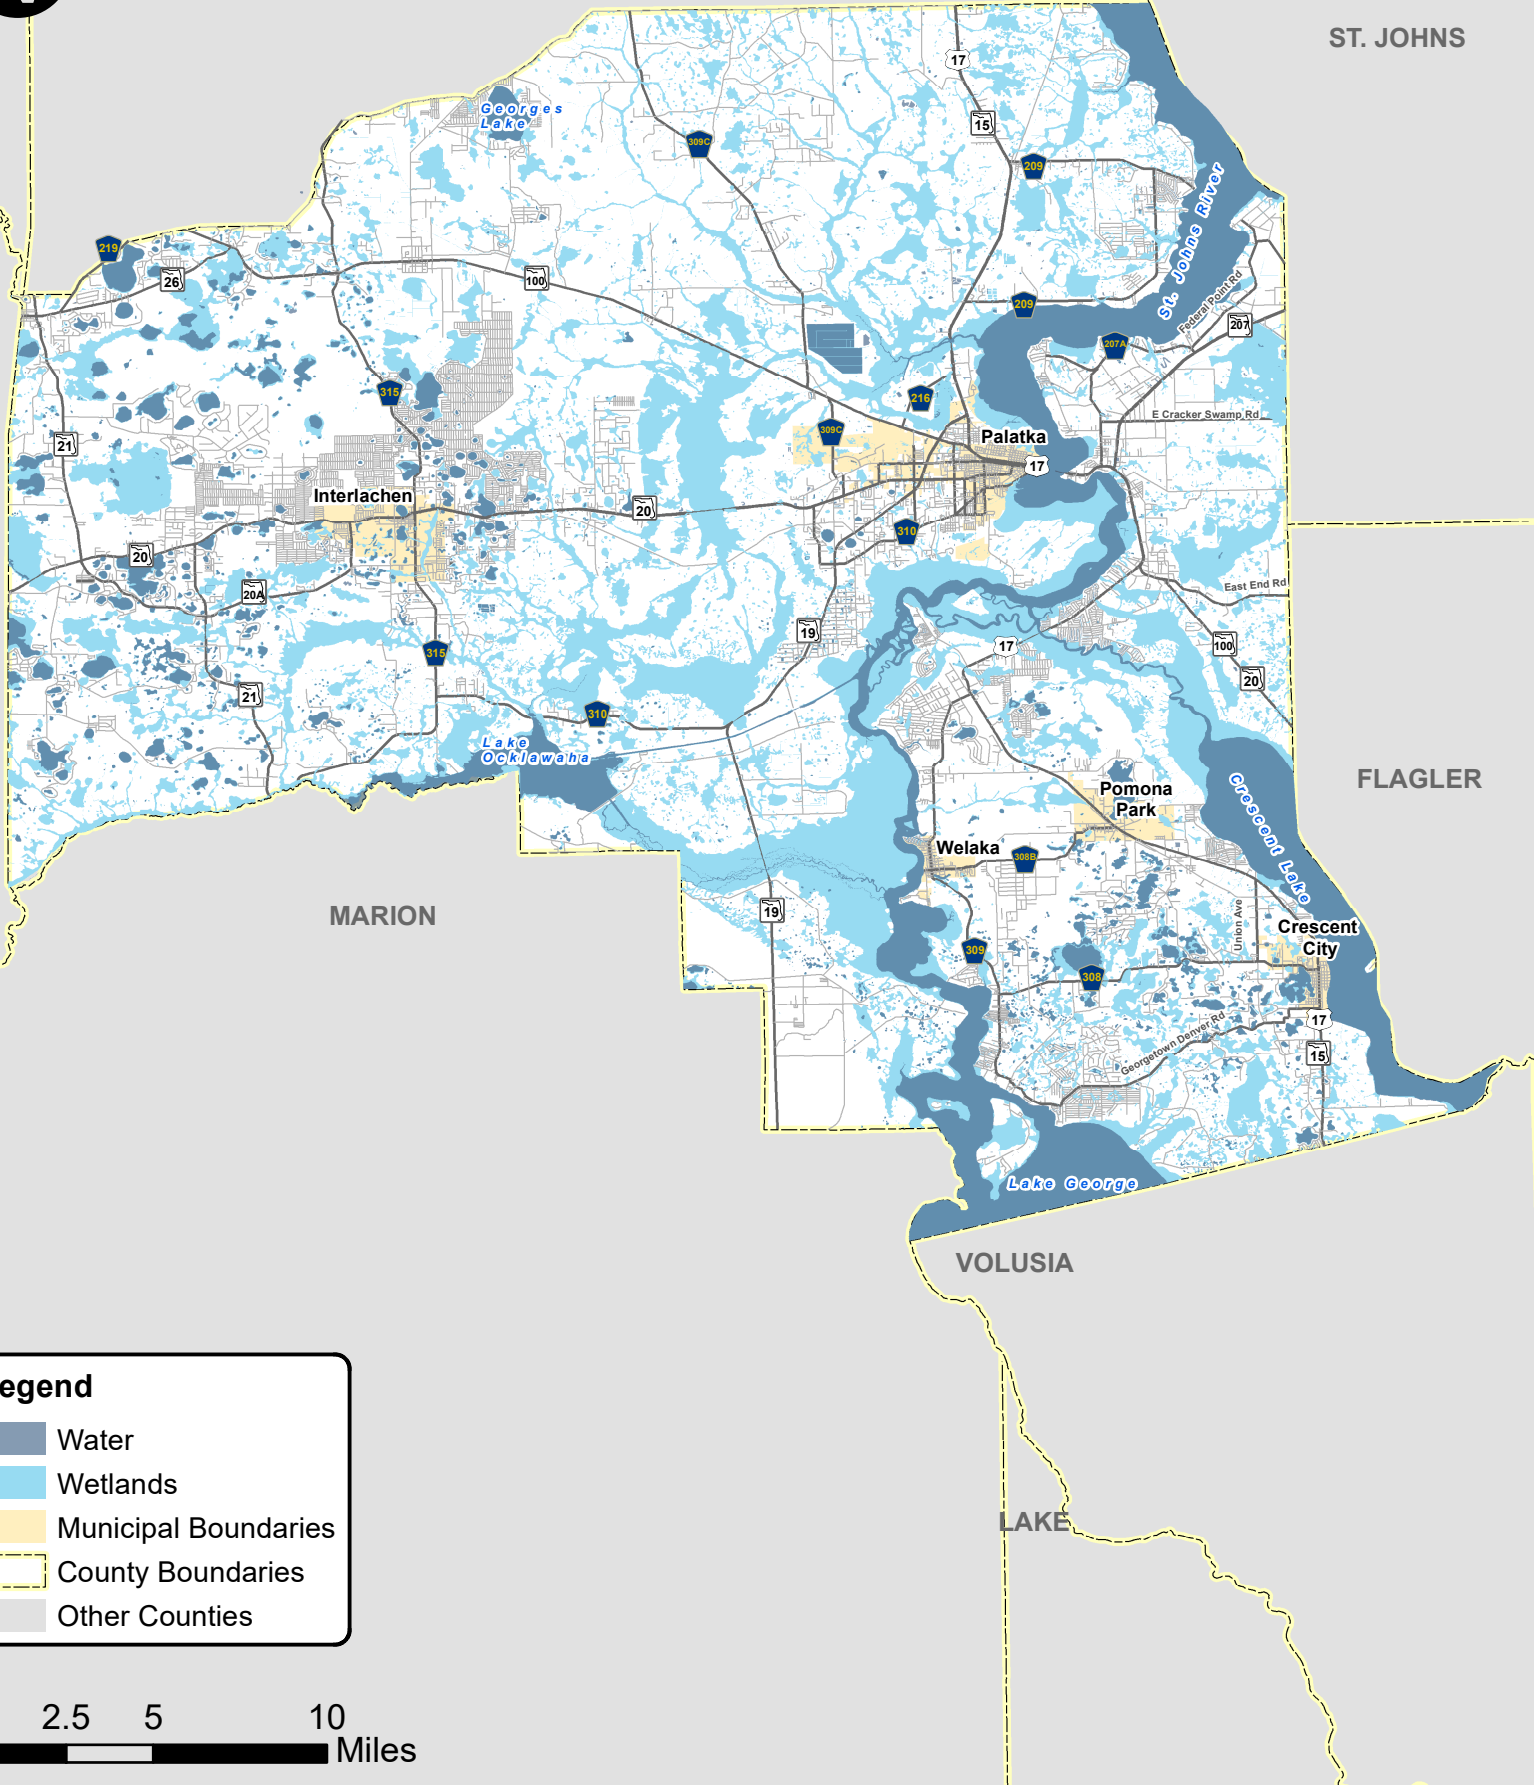 ST. JOHNS
17
Georges
Lake
15
309C
209
St. Johns River
219
26
100
209
Federal Point Rd
207
207A
315
216
E Cracker Swamp Rd
309C
Palatka
21
17
Interlachen
20
310
20
East End Rd
20A
19
17
100
315
20
21
310
Lake
Ocklawaha
Crescent Lake
FLAGLER
Pomona
Park
Welaka
308B
MARION
19
Union Ave
Crescent
City
309
308
17
Georgetown Denver Rd
15
Lake George
VOLUSIA
egend
Water
Wetlands
LAKE
Municipal Boundaries
County Boundaries
Other Counties
2.5 5 10
Miles